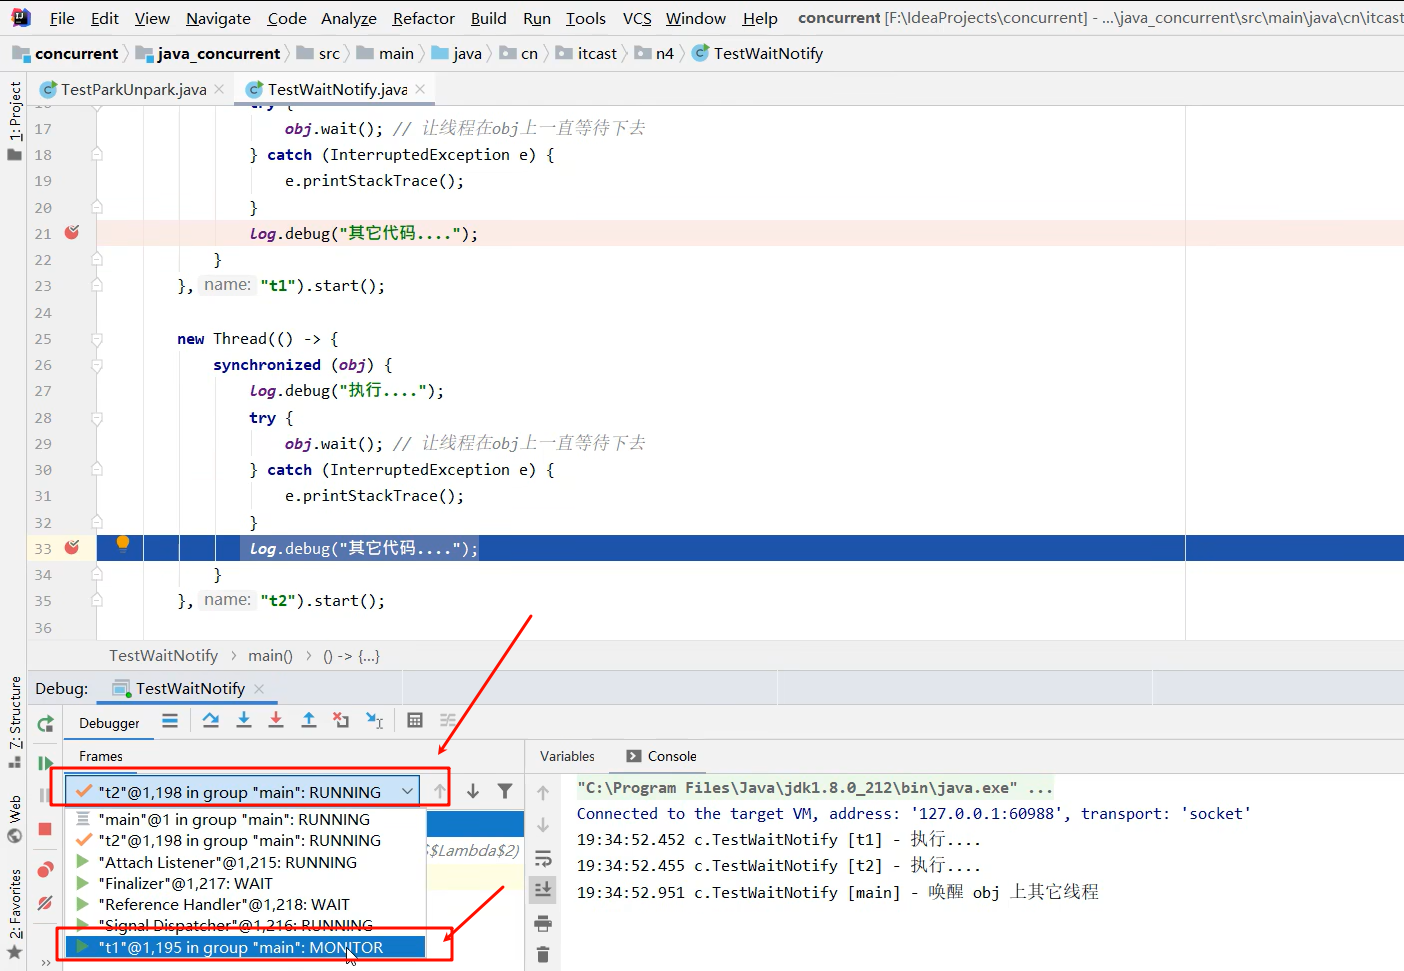 File Edit View Navigate Code Analyze Refactor Build Run Tools VCS Window Help concurrent [F:\IdeaProjects\concurrent] - ...\java_concurrent\src\main\java\cn\itcast
concurrent java_concurrent src main java cn itcast n4 TestWaitNotify
1: Project
TestParkUnpark.java TestWaitNotify.java
try {
17 obj.wait(); // 让线程在obj上一直等待下去
18 } catch (InterruptedException e) {
19 e.printStackTrace();
20 }
21 log.debug("其它代码....");
22 }
23 }, name: "t1").start();
24
25 new Thread(() -> {
26 synchronized (obj) {
27 log.debug("执行....");
28 try {
29 obj.wait(); // 让线程在obj上一直等待下去
30 } catch (InterruptedException e) {
31 e.printStackTrace();
32 }
33 log.debug("其它代码....");
34 }
35 }, name: "t2").start();
36
TestWaitNotify > main() > () -> {...}
7: Structure
Web
2: Favorites
Debug: TestWaitNotify
Debugger
Frames
"t2"@1,198 in group "main": RUNNING
"main"@1 in group "main": RUNNING
"t2"@1,198 in group "main": RUNNING
"Attach Listener"@1,215: RUNNING
$$Lambda$2)
"Finalizer"@1,217: WAIT
"Reference Handler"@1,218: WAIT
"Signal Dispatcher"@1,216: RUNNING
"t1"@1,195 in group "main": MONITOR
Variables Console
"C:\Program Files\Java\jdk1.8.0_212\bin\java.exe" ...
Connected to the target VM, address: '127.0.0.1:60988', transport: 'socket'
19:34:52.452 c.TestWaitNotify [t1] - 执行....
19:34:52.455 c.TestWaitNotify [t2] - 执行....
19:34:52.951 c.TestWaitNotify [main] - 唤醒 obj 上其它线程